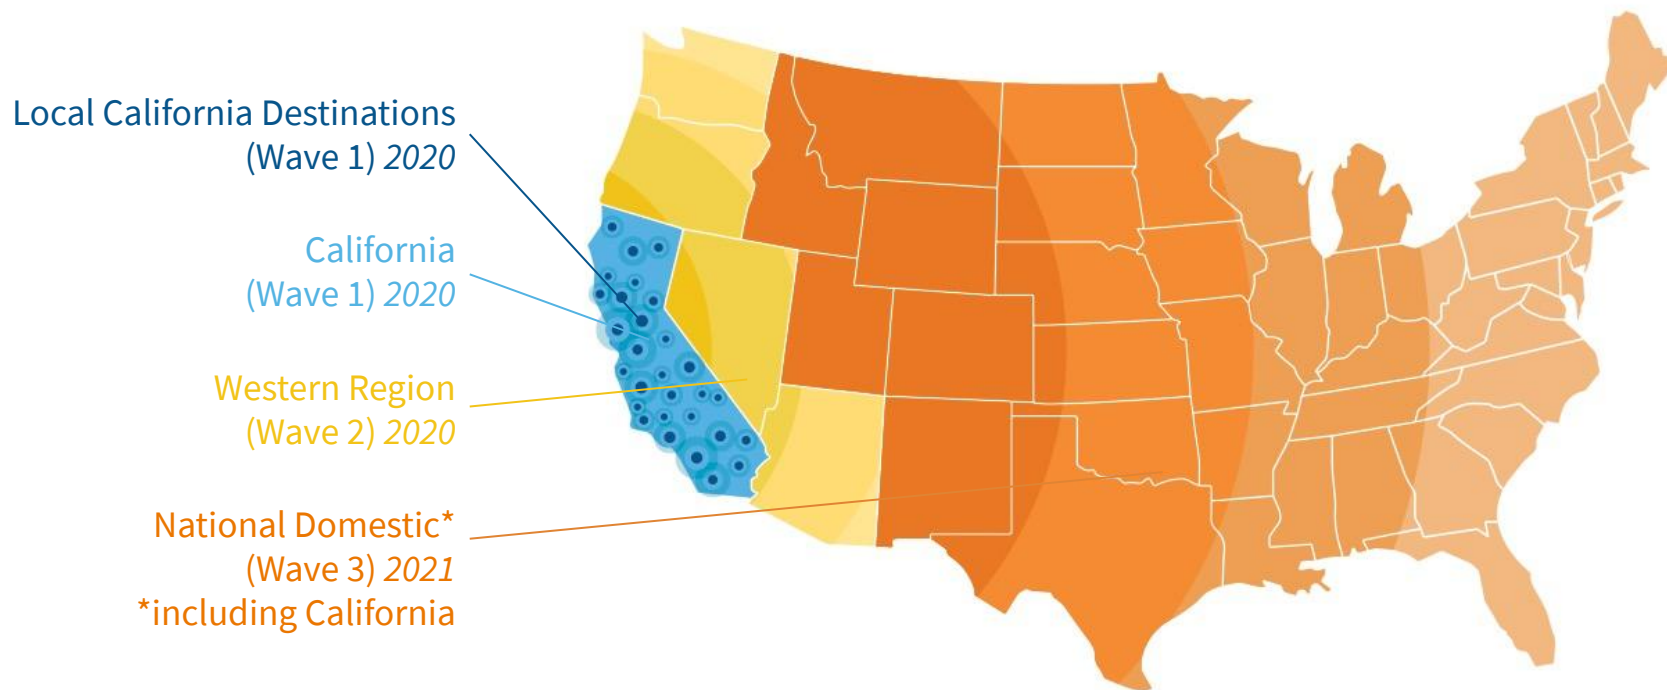 Local California Destinations
(Wave 1) 2020
California
(Wave 1) 2020
Western Region
(Wave 2) 2020
National Domestic*
(Wave 3) 2021
*including California